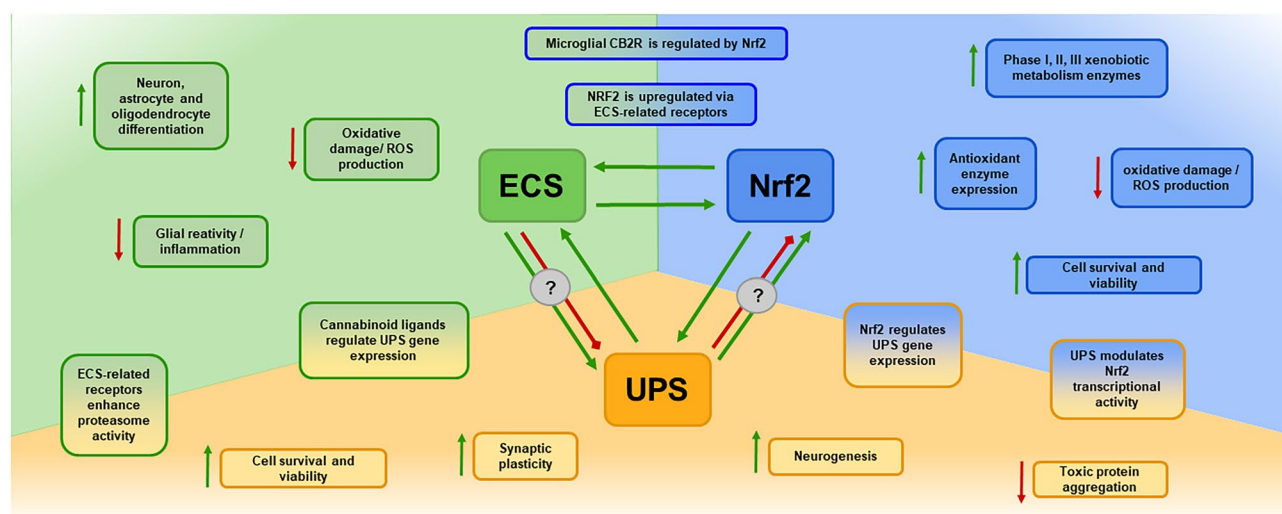 Microglial CB2R is regulated by Nrf2
NRF2 is upregulated via
ECS-related receptors
Neuron,
astrocyte and
oligodendrocyte
differentiation
Oxidative
damage/ ROS
production
Glial reativity /
inflammation
ECS
Nrf2
Phase I, II, III xenobiotic
metabolism enzymes
Antioxidant
enzyme
expression
oxidative damage /
ROS production
Cell survival and
viability
?
?
Cannabinoid ligands
regulate UPS gene
expression
ECS-related
receptors
enhance
proteasome
activity
UPS
Nrf2 regulates
UPS gene
expression
UPS modulates
Nrf2
transcriptional
activity
Cell survival and
viability
Synaptic
plasticity
Neurogenesis
Toxic protein
aggregation